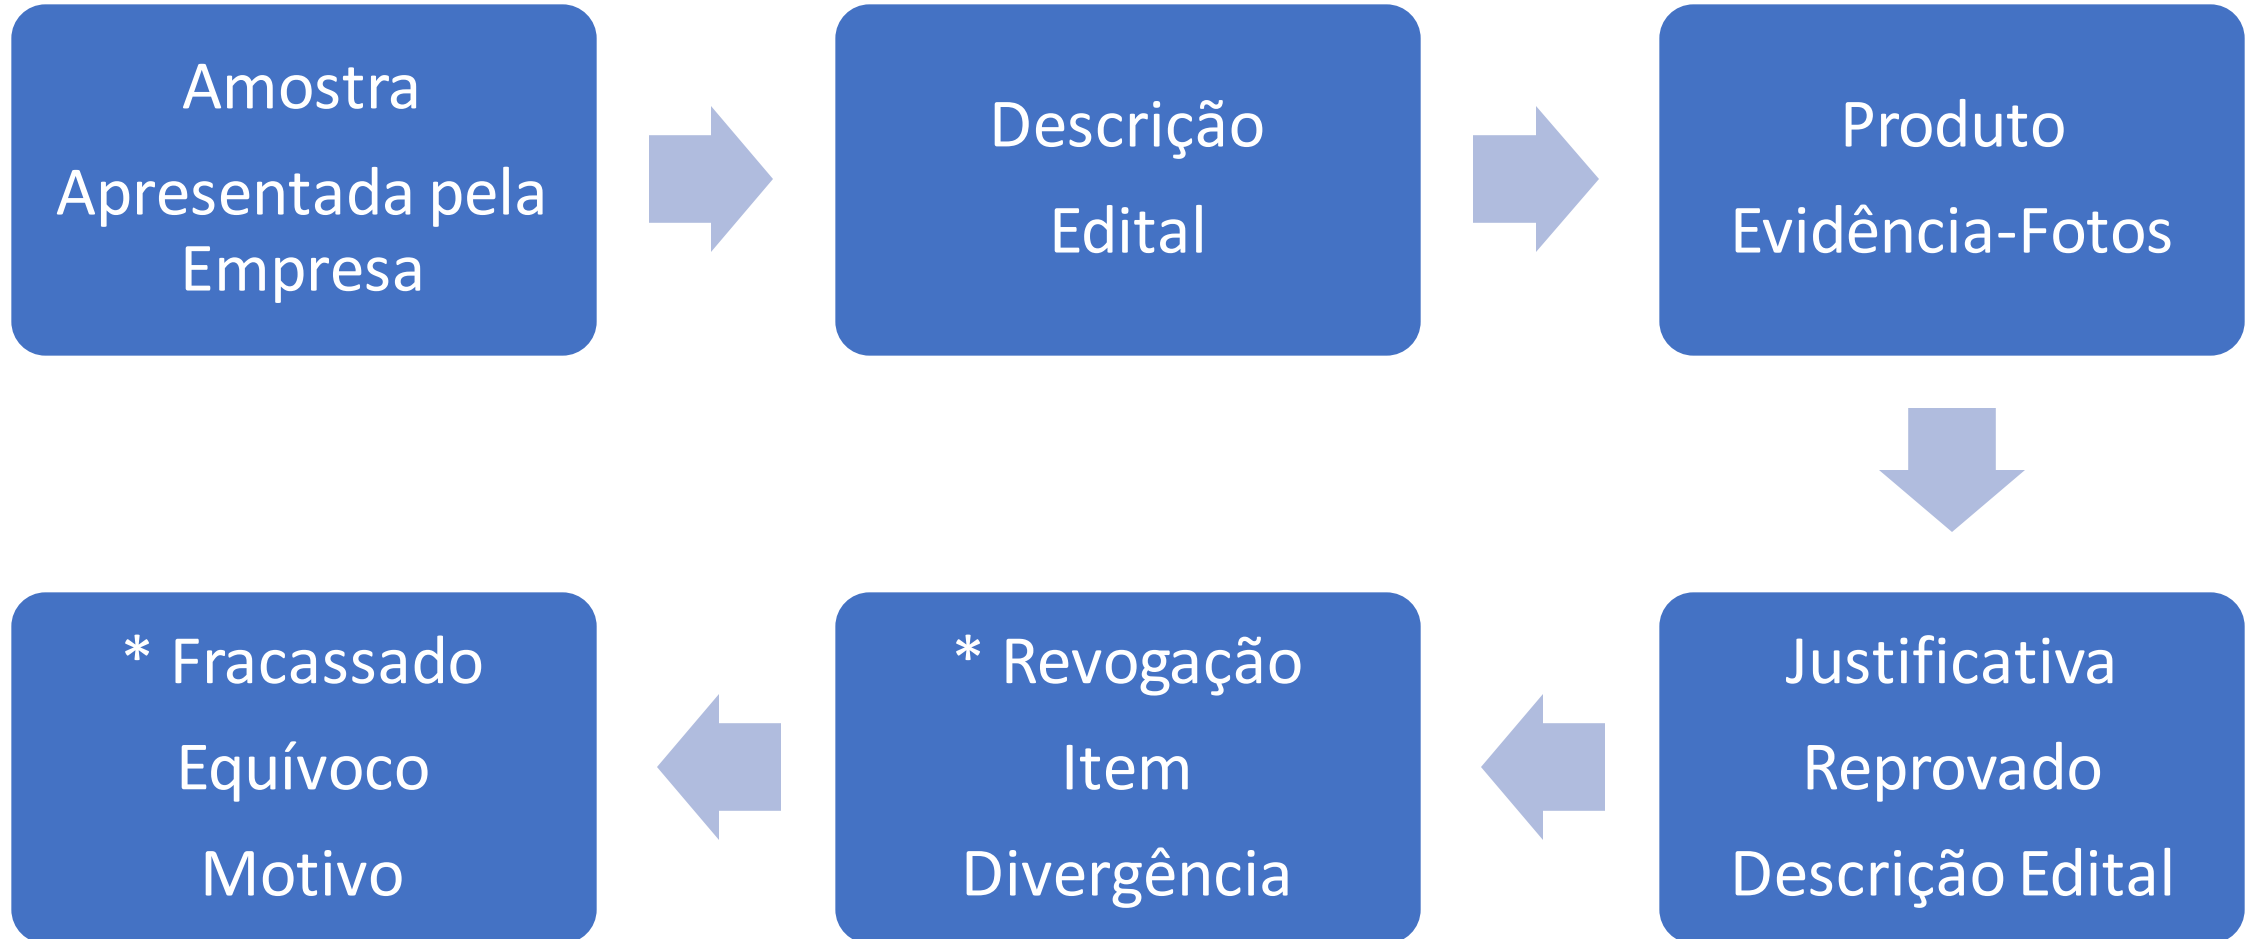 Amostra
Apresentada pela
Empresa
Descrição
Edital
Produto
Evidência-Fotos
Justificativa
Reprovado
Descrição Edital
* Revogação
Item
Divergência
* Fracassado
Equívoco
Motivo